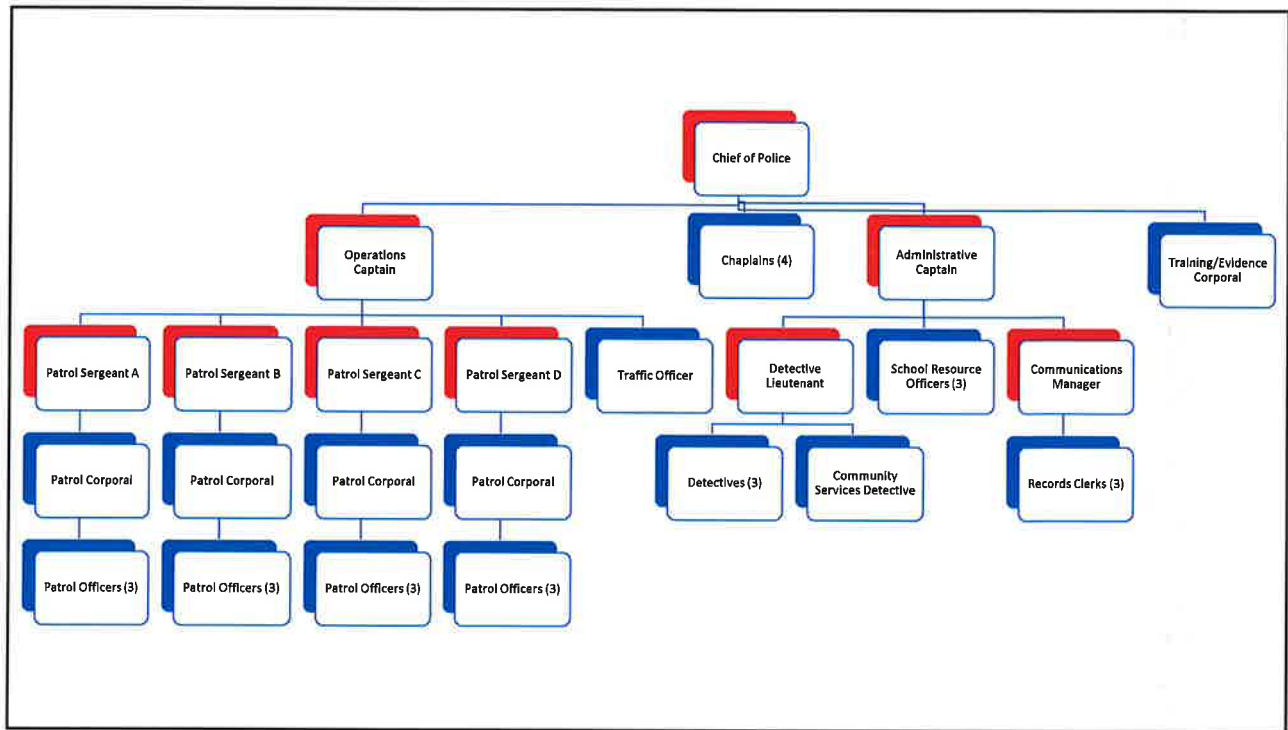 Chief of Police
Operations
Captain
Chaplains (4)
Administrative
Captain
Training/Evidence
Corporal
Patrol Sergeant A
Patrol Sergeant B
Patrol Sergeant C
Patrol Sergeant D
Traffic Officer
Detective
Lieutenant
School Resource
Officers (3)
Communications
Manager
Patrol Corporal
Patrol Corporal
Patrol Corporal
Patrol Corporal
Detectives (3)
Community
Services Detective
Records Clerks (3)
Patrol Officers (3)
Patrol Officers (3)
Patrol Officers (3)
Patrol Officers (3)